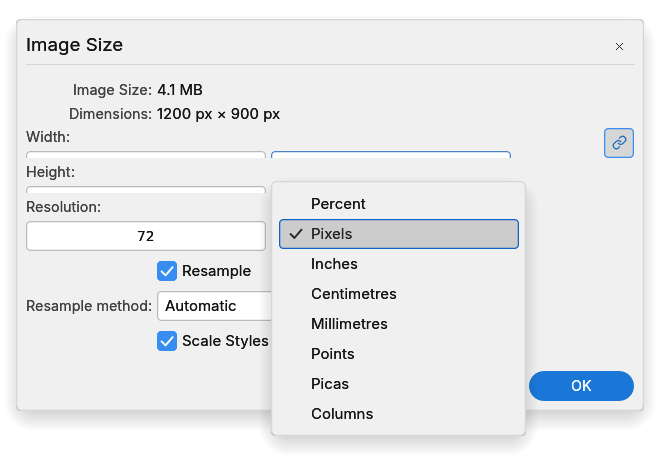 Image Size
Image Size: 4.1 MB
Dimensions: 1200 px × 900 px
Width:
Height:
Resolution:
72
Percent
Pixels
Inches
Centimetres
Millimetres
Points
Picas
Columns
Resample
Resample method: Automatic
Scale Styles
OK